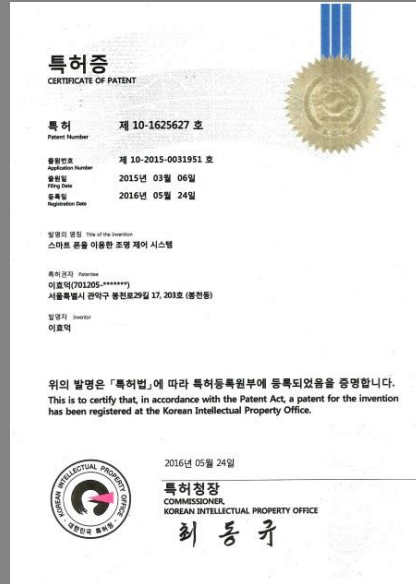 특허증
CERTIFICATE OF PATENT
특 허 제 10-1625627 호
Patent Number
출원번호 제 10-2015-0031951 호
Application Number
출원일 2015년 03월 06일
Filing Date
등록일 2016년 05월 24일
Registration Date
발명의 명칭 Title of the Invention
스마트 폰을 이용한 조명 제어 시스템
특허권자 Patentee
이효덕(701205-*******)
서울특별시 관악구 봉천로29길 17, 203호 (봉천동)
발명자 Inventor
이효덕
위의 발명은 「특허법」에 따라 특허등록원부에 등록되었음을 증명합니다.
This is to certify that, in accordance with the Patent Act, a patent for the invention
has been registered at the Korean Intellectual Property Office.
2016년 05월 24일
특허청장
COMMISSIONER,
KOREAN INTELLECTUAL PROPERTY OFFICE
최동규
KOREAN INTELLECTUAL PROPERTY OFFICE
대한민국 특허청